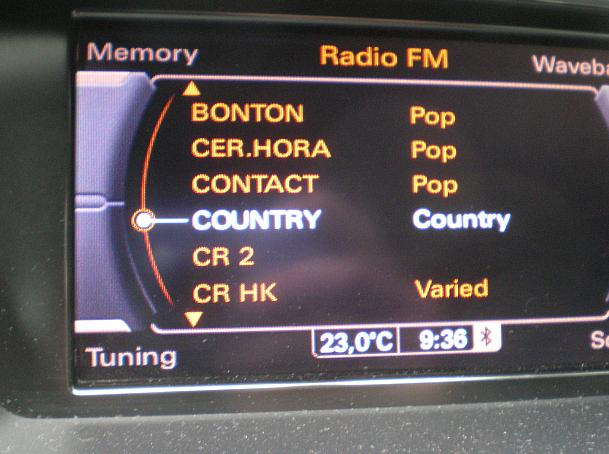 Memory Radio FM Waveba
BONTON Pop
CER.HORA Pop
CONTACT Pop
COUNTRY Country
CR 2
CR HK Varied
23,0°C 9:36
Tuning